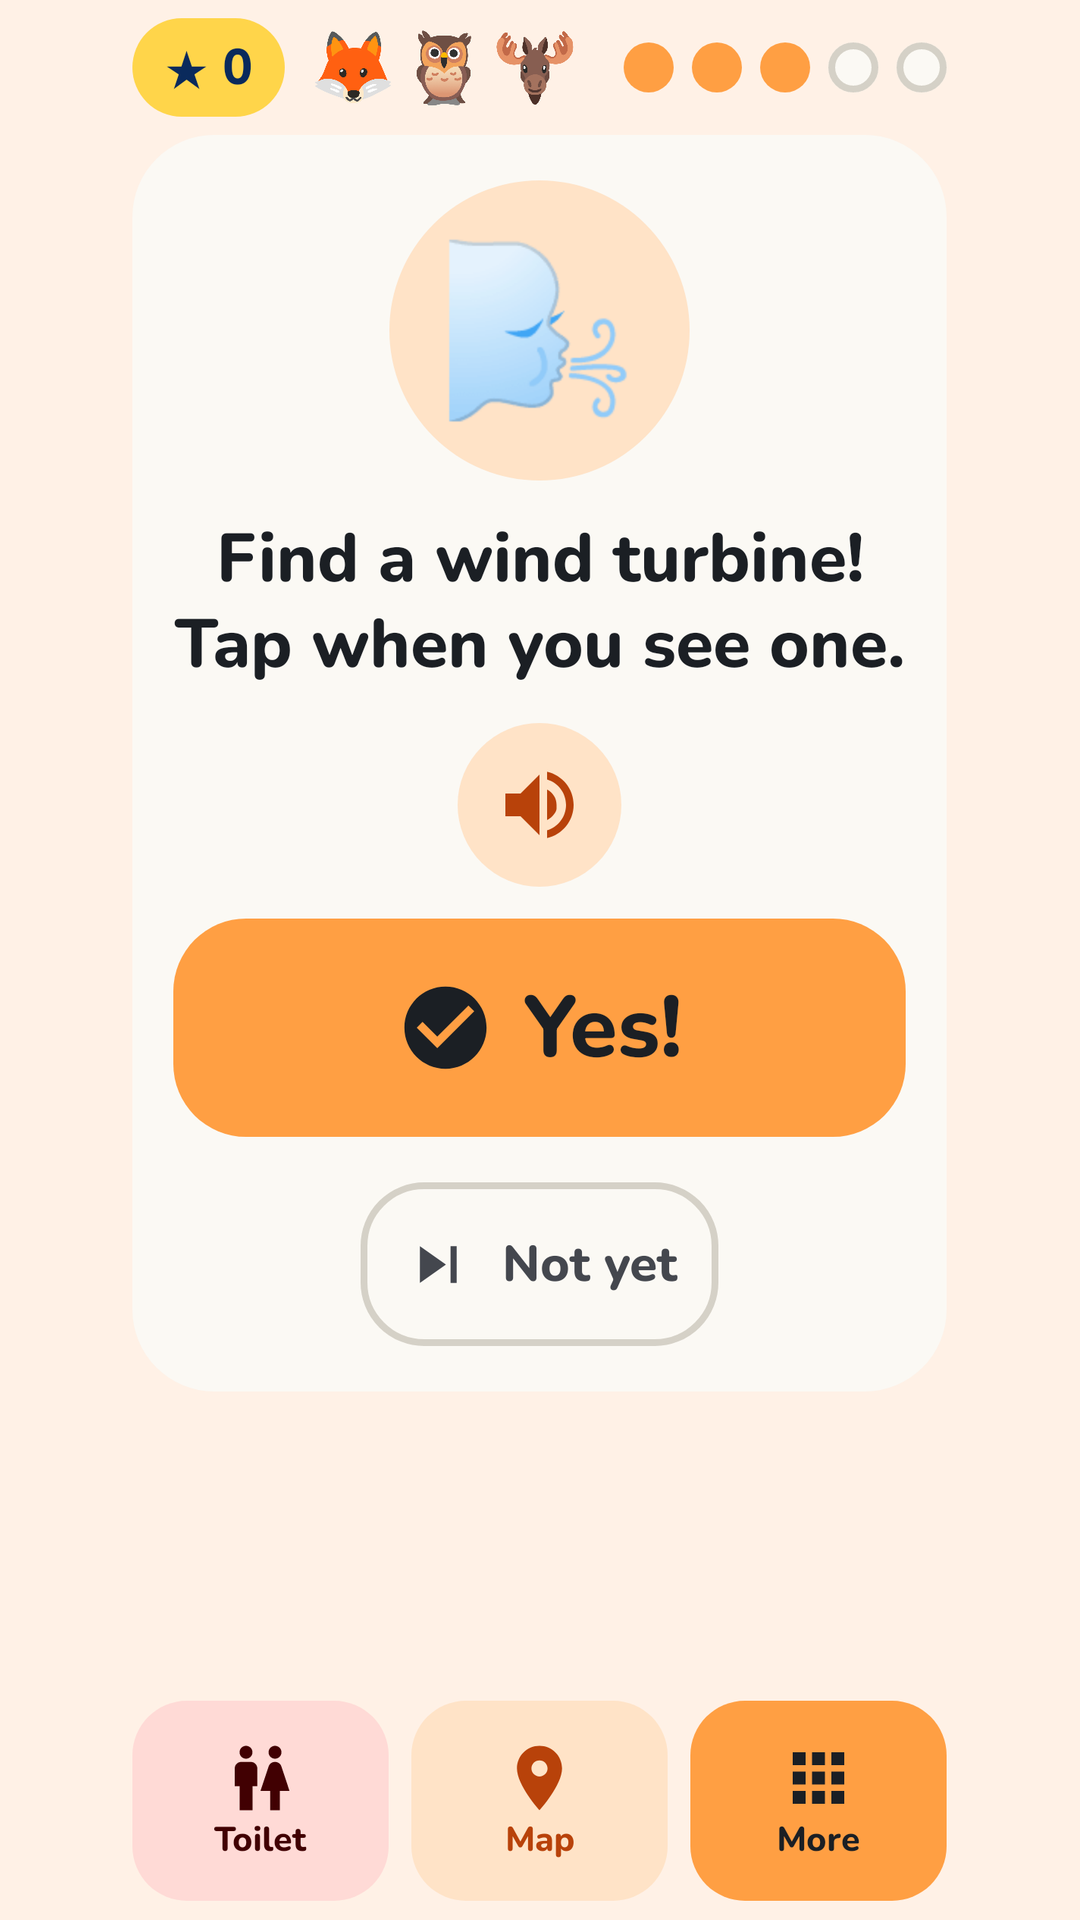 ★ 0
Find a wind turbine!
Tap when you see one.
Yes!
Not yet
Toilet
Map
More